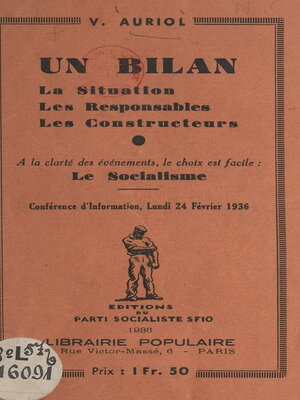 V. AURIOL
UN BILAN
La Situation
Les Responsables
Les Constructeurs
A la clarté des événements, le choix est facile :
Le Socialisme
Conférence d'Information, Lundi 24 Février 1936
EDITIONS
DU
PARTI SOCIALISTE SFIO
1936
LIBRAIRIE POPULAIRE
Rue Victor-Massé, 6 - PARIS
Prix : 1 Fr. 50
16091